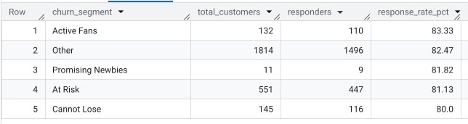 Row churn_segment total_customers responders response_rate_pct
1 Active Fans 132 110 83.33
2 Other 1814 1496 82.47
3 Promising Newbies 11 9 81.82
4 At Risk 551 447 81.13
5 Cannot Lose 145 116 80.0